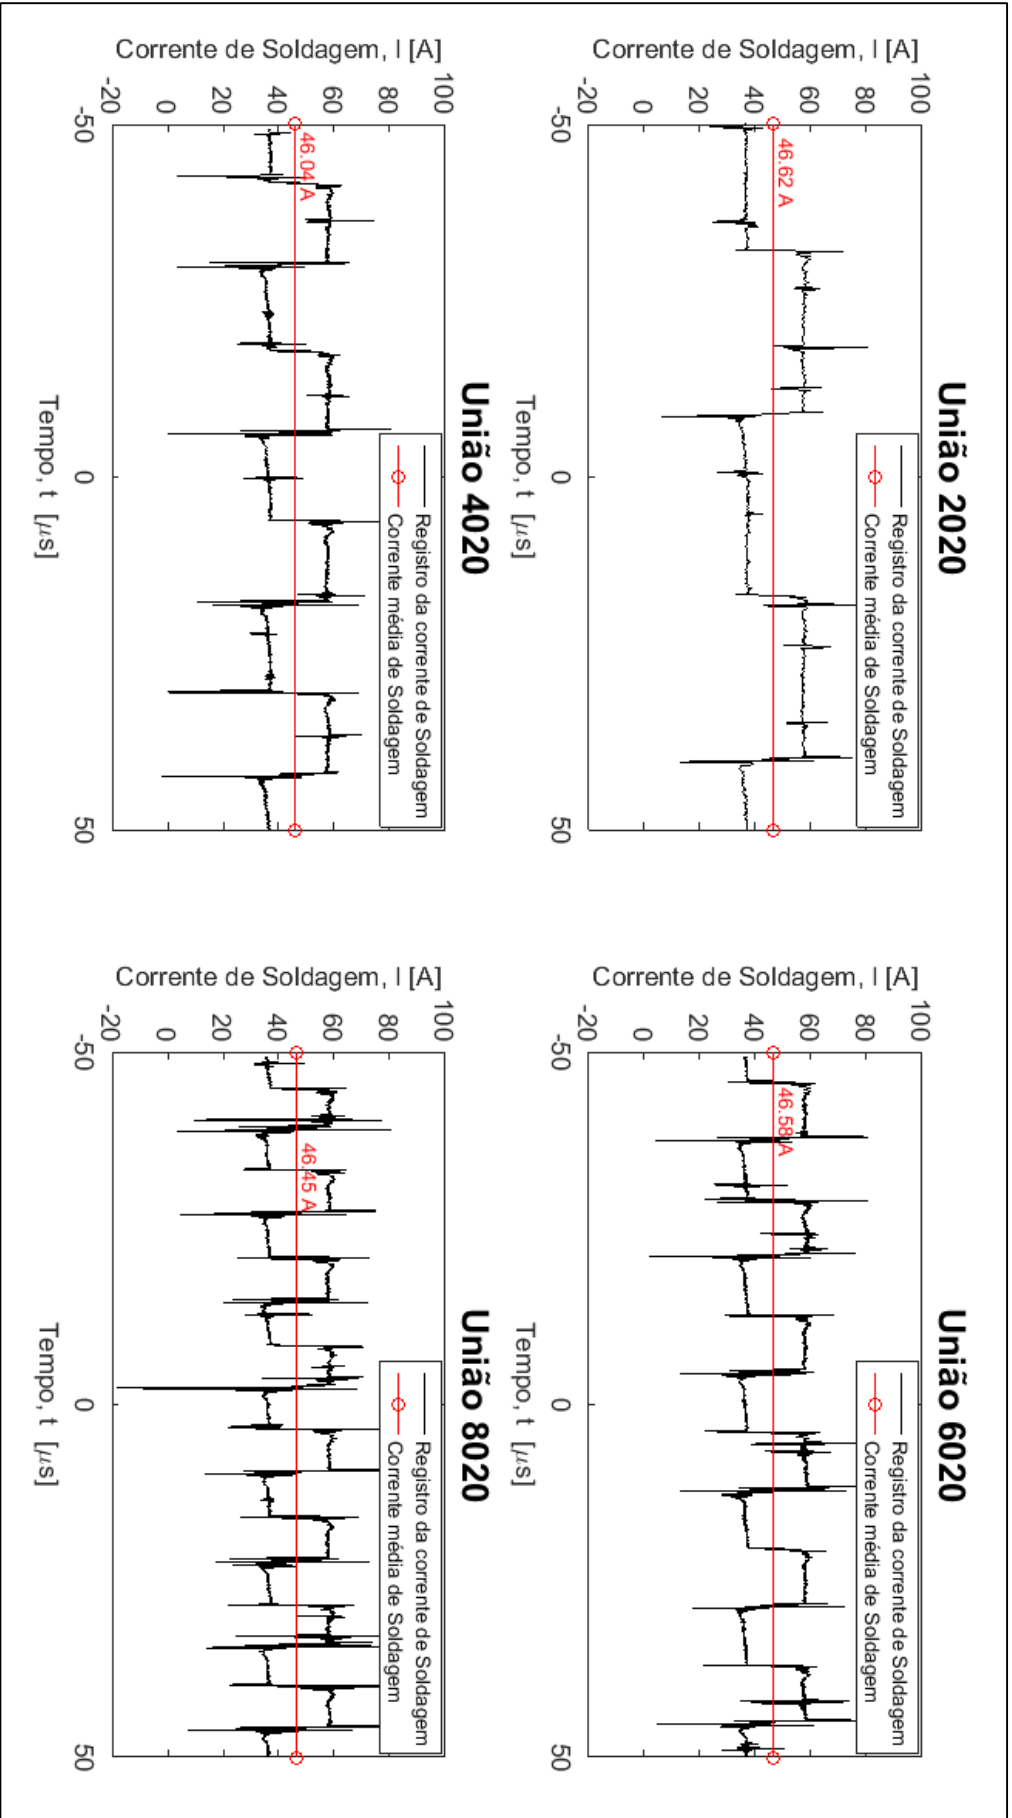 União 2020
Corrente de Soldagem, I [A]
100
80
60
40
20
0
-20
46.62 A
Registro da corrente de Soldagem
Corrente média de Soldagem
-50
0
50
Tempo, t [μs]
União 6020
Corrente de Soldagem, I [A]
100
80
60
40
20
0
-20
46.58 A
Registro da corrente de Soldagem
Corrente média de Soldagem
-50
0
50
Tempo, t [μs]
União 4020
Corrente de Soldagem, I [A]
100
80
60
40
20
0
-20
46.04 A
Registro da corrente de Soldagem
Corrente média de Soldagem
-50
0
50
Tempo, t [μs]
União 8020
Corrente de Soldagem, I [A]
100
80
60
40
20
0
-20
46.45 A
Registro da corrente de Soldagem
Corrente média de Soldagem
-50
0
50
Tempo, t [μs]